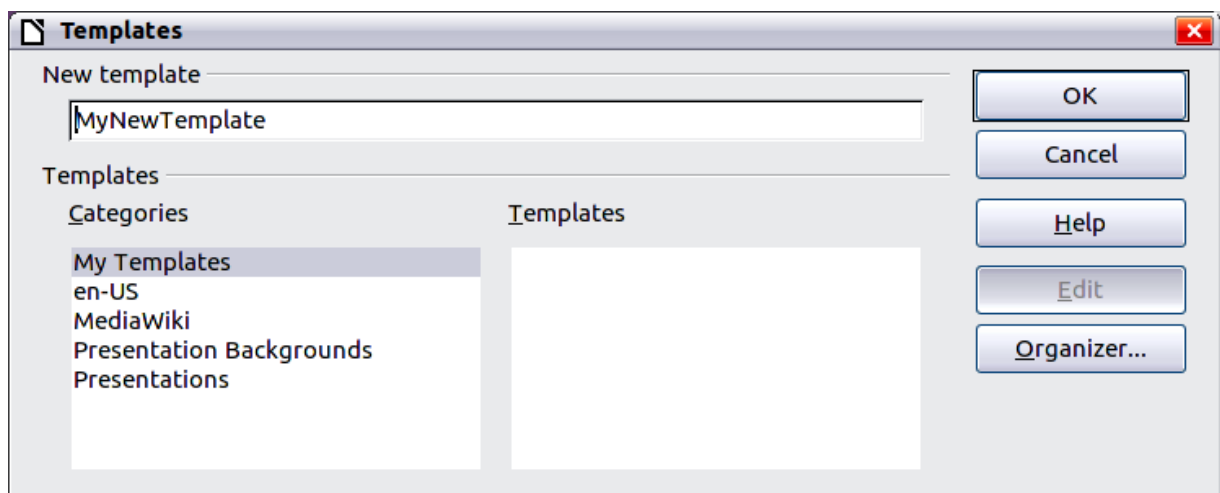 Templates
New template
MyNewTemplate
OK
Cancel
Templates
Categories
Templates
Help
My Templates
en-US
MediaWiki
Presentation Backgrounds
Presentations
Edit
Organizer...